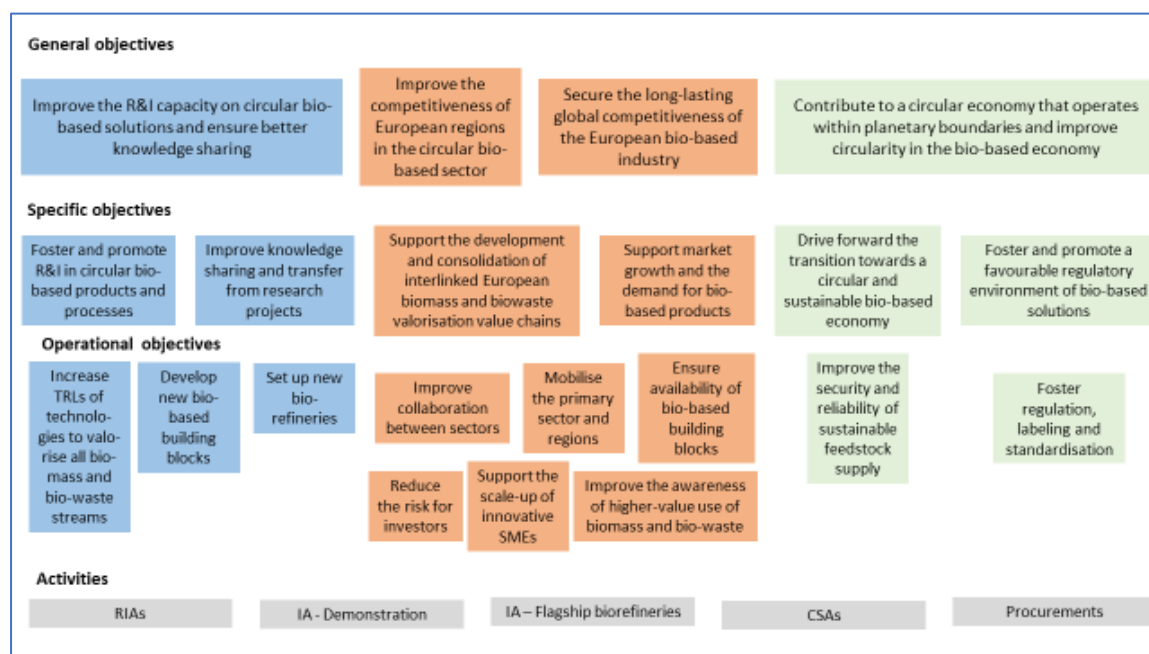 General objectives
Improve the R&I capacity on circular bio-
based solutions and ensure better
knowledge sharing
Improve the
competitiveness of
European regions
in the circular bio-
based sector
Secure the long-lasting
global competitiveness of
the European bio-based
industry
Contribute to a circular economy that operates
within planetary boundaries and improve
circularity in the bio-based economy
Specific objectives
Foster and promote
R&I in circular bio-
based products and
processes
Improve knowledge
sharing and transfer
from research
projects
Support the development
and consolidation of
interlinked European
biomass and biowaste
valorisation value chains
Support market
growth and the
demand for bio-
based products
Drive forward the
transition towards a
circular and
sustainable bio-based
economy
Foster and promote a
favourable regulatory
environment of bio-based
solutions
Operational objectives
Increase
TRLs of
technolo-
gies to valo-
rise all bio-
mass and
bio-waste
streams
Develop
new bio-
based
building
blocks
Set up new
bio-
refineries
Improve
collaboration
between sectors
Mobilise
the primary
sector and
regions
Ensure
availability of
bio-based
building
blocks
Improve the
security and
reliability of
sustainable
feedstock
supply
Foster
regulation,
labeling and
standardisation
Reduce
the risk for
investors
Support the
scale-up of
innovative
SMEs
Improve the awareness
of higher-value use of
biomass and bio-waste
Activities
RIAs
IA - Demonstration
IA – Flagship biorefineries
CSAs
Procurements